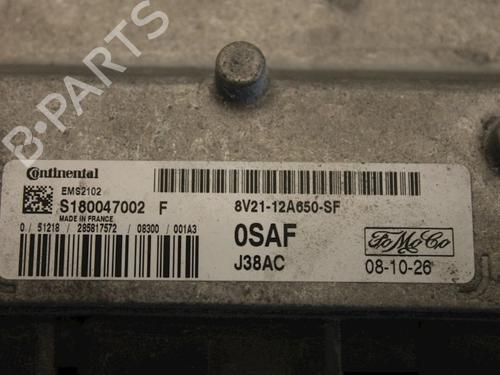 B-PARTS
Continental
EMS2102
S180047002 F
MADE IN FRANCE
8V21-12A650-SF
0 / 51218 / 285817572 / 08300 / 001A3
0SAF
J38AC
FoMoCo
08-10-26